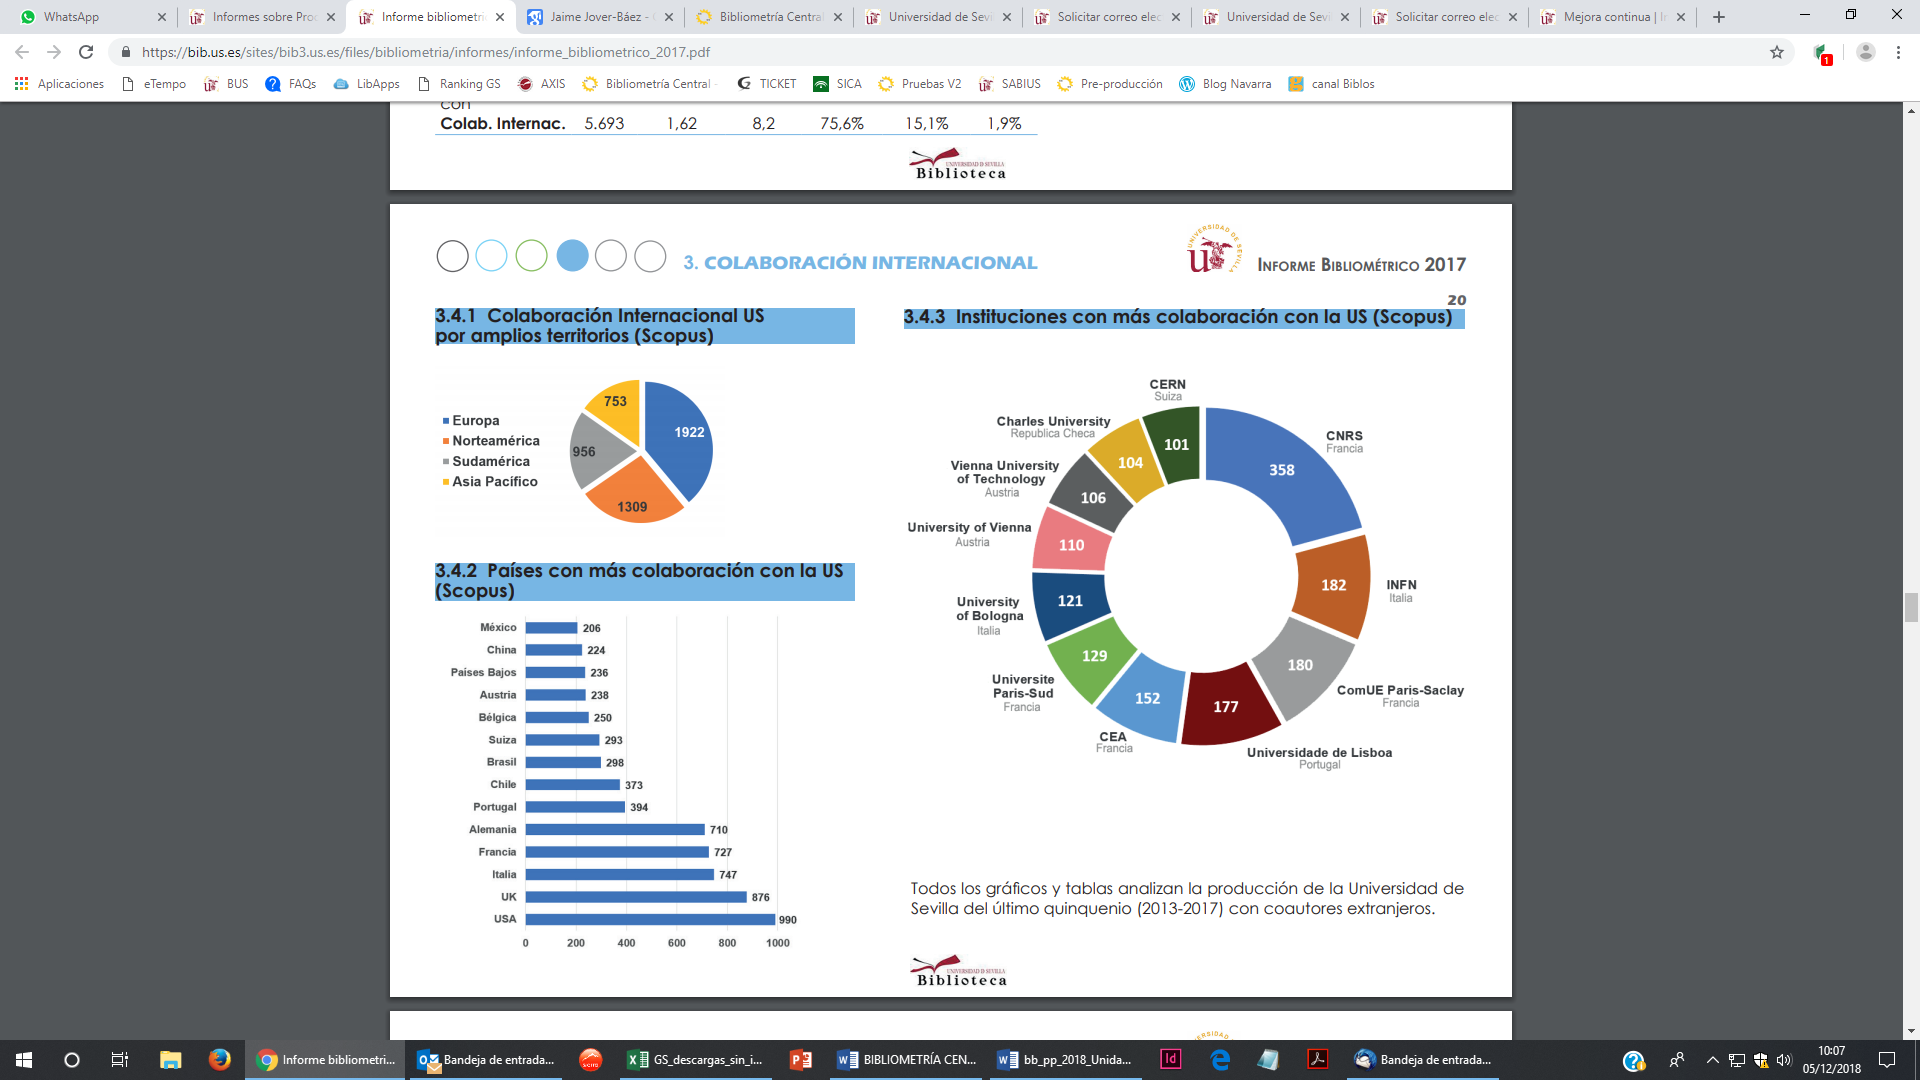 WhatsApp
Informes sobre Proc
Informe bibliometri
Jaime Jover-Báez -
Bibliometría Central
Universidad de Sevi
Solicitar correo elec
Universidad de Sevi
Solicitar correo elec
Mejora continua | I
https://bib.us.es/sites/bib3.us.es/files/bibliometria/informes/informe_bibliometrico_2017.pdf
1
Aplicaciones
eTempo
BUS
FAQs
LibApps
Ranking GS
AXIS
Bibliometría Central
TICKET
SICA
Pruebas V2
SABIUS
Pre-producción
Blog Navarra
canal Biblos
con
Colab. Internac. 5.693 1,62 8,2 75,6% 15,1% 1,9%
UNIVERSIDAD D SEVILLA
Biblioteca
3. COLABORACIÓN INTERNACIONAL
UNIVERSIDAD DE SEVILLA
INFORME BIBLIOMÉTRICO 2017
20
3.4.1 Colaboración Internacional US
por amplios territorios (Scopus)
Europa
Norteamérica
Sudamérica
Asia Pacífico
753
1922
956
1309
3.4.2 Países con más colaboración con la US
(Scopus)
México 206
China 224
Países Bajos 236
Austria 238
Bélgica 250
Suiza 293
Brasil 298
Chile 373
Portugal 394
Alemania 710
Francia 727
Italia 747
UK 876
USA 990
0 200 400 600 800 1000
3.4.3 Instituciones con más colaboración con la US (Scopus)
CERN
Suiza
101
CNRS
Francia
358
INFN
Italia
182
ComUE Paris-Saclay
Francia
180
Universidade de Lisboa
Portugal
177
CEA
Francia
152
Universite
Paris-Sud
Francia
129
University
of Bologna
Italia
121
University of Vienna
Austria
110
Vienna University
of Technology
Austria
106
Charles University
Republica Checa
104
Todos los gráficos y tablas analizan la producción de la Universidad de
Sevilla del último quinquenio (2013-2017) con coautores extranjeros.
UNIVERSIDAD D SEVILLA
Biblioteca
Informe bibliometri...
Bandeja de entrada...
GS_descargas_sin_i...
BIBLIOMETRÍA CEN...
bb_pp_2018_Unida...
Bandeja de entrada...
10:07
05/12/2018